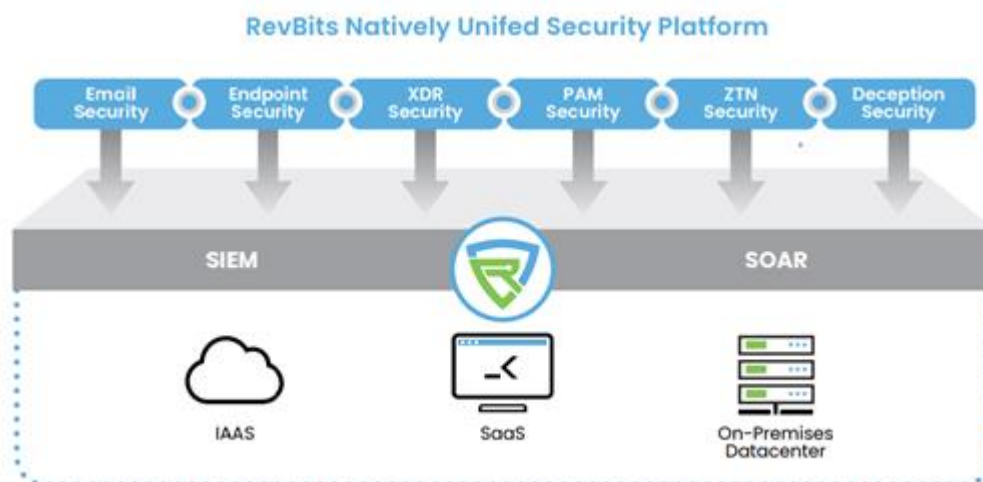 RevBits Natively Unifed Security Platform
Email
Security
Endpoint
Security
XDR
Security
PAM
Security
ZTN
Security
Deception
Security
SIEM
SOAR
IAAS
SaaS
On-Premises
Datacenter